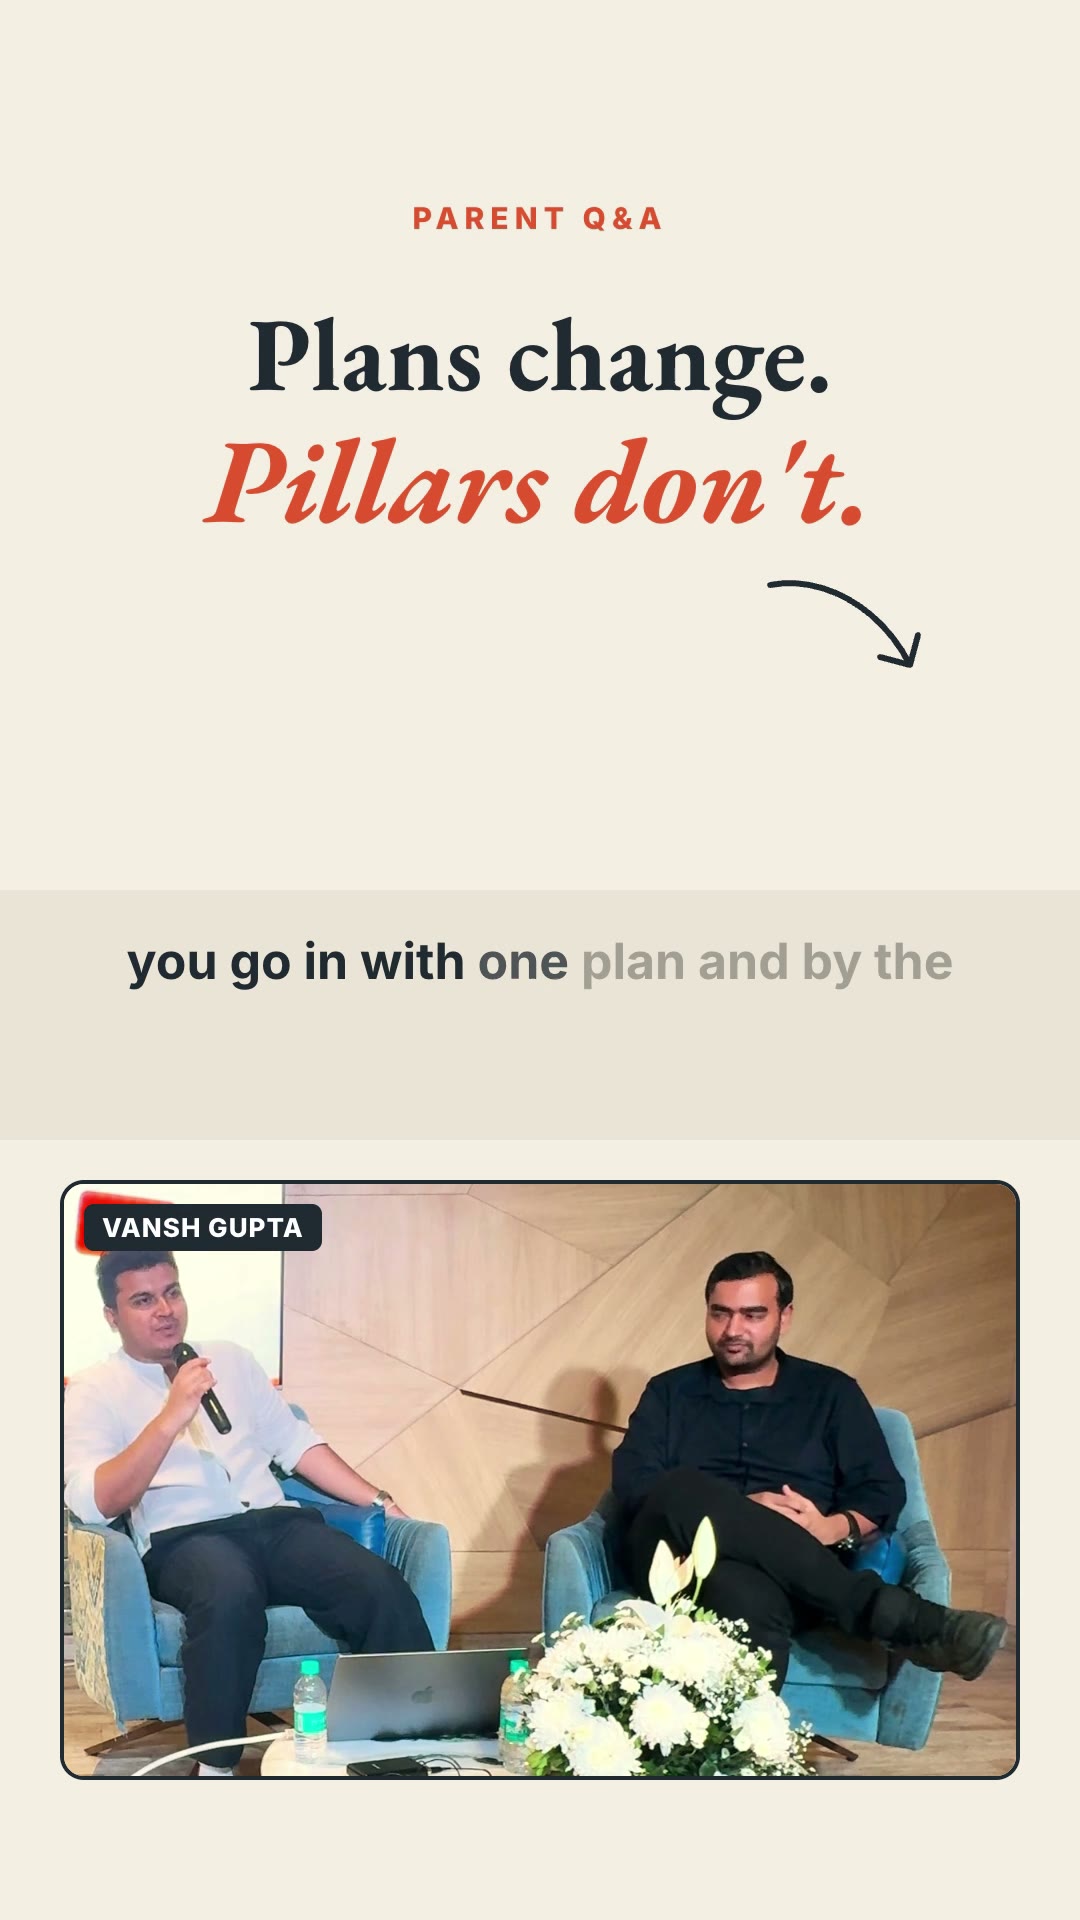 PARENT Q&A
Plans change.
Pillars don't.
you go in with one plan and by the
VANSH GUPTA